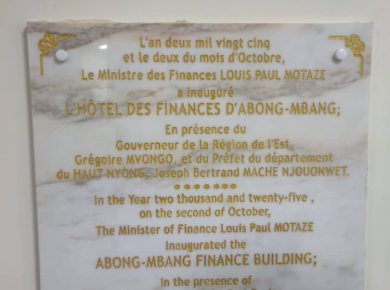 L'an deux mil vingt cinq
et le deux du mois d'Octobre,
Le Ministre des Finances LOUIS PAUL MOTAZE
a inauguré
L'HÔTEL DES FINANCES D'ABONG-MBANG;
En présence du
Gouverneur de la Région de l'Est,
Grégoire MVONGO, et du Préfet du département
du HAUT NYONG, Joseph Bertrand MACHE NJOUONWET.
In the Year two thousand and twenty-five ,
on the second of October,
The Minister of Finance Louis Paul MOTAZE
Inaugurated the
ABONG-MBANG FINANCE BUILDING;
In the presence of